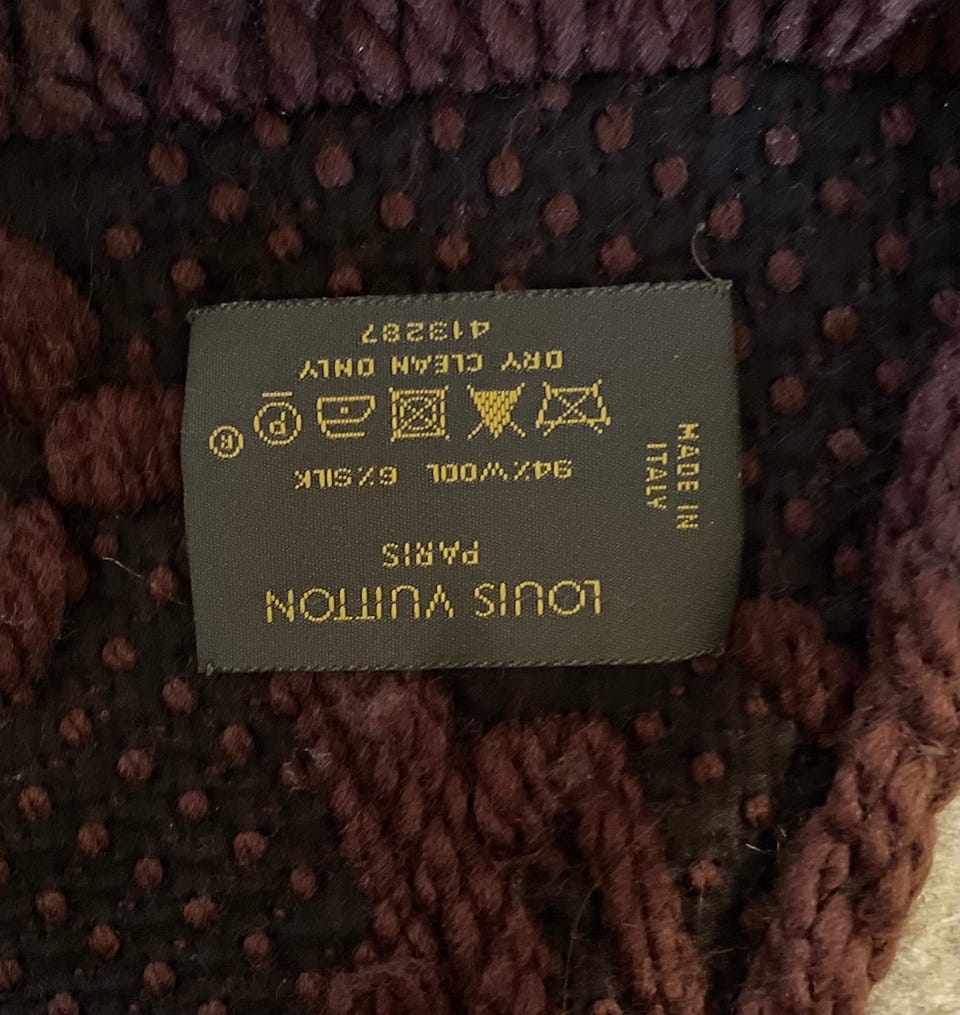 LOUIS VUITTON
PARIS
94%WOOL 6%SILK
P
R
DRY CLEAN ONLY
413287
MADE IN
ITALY